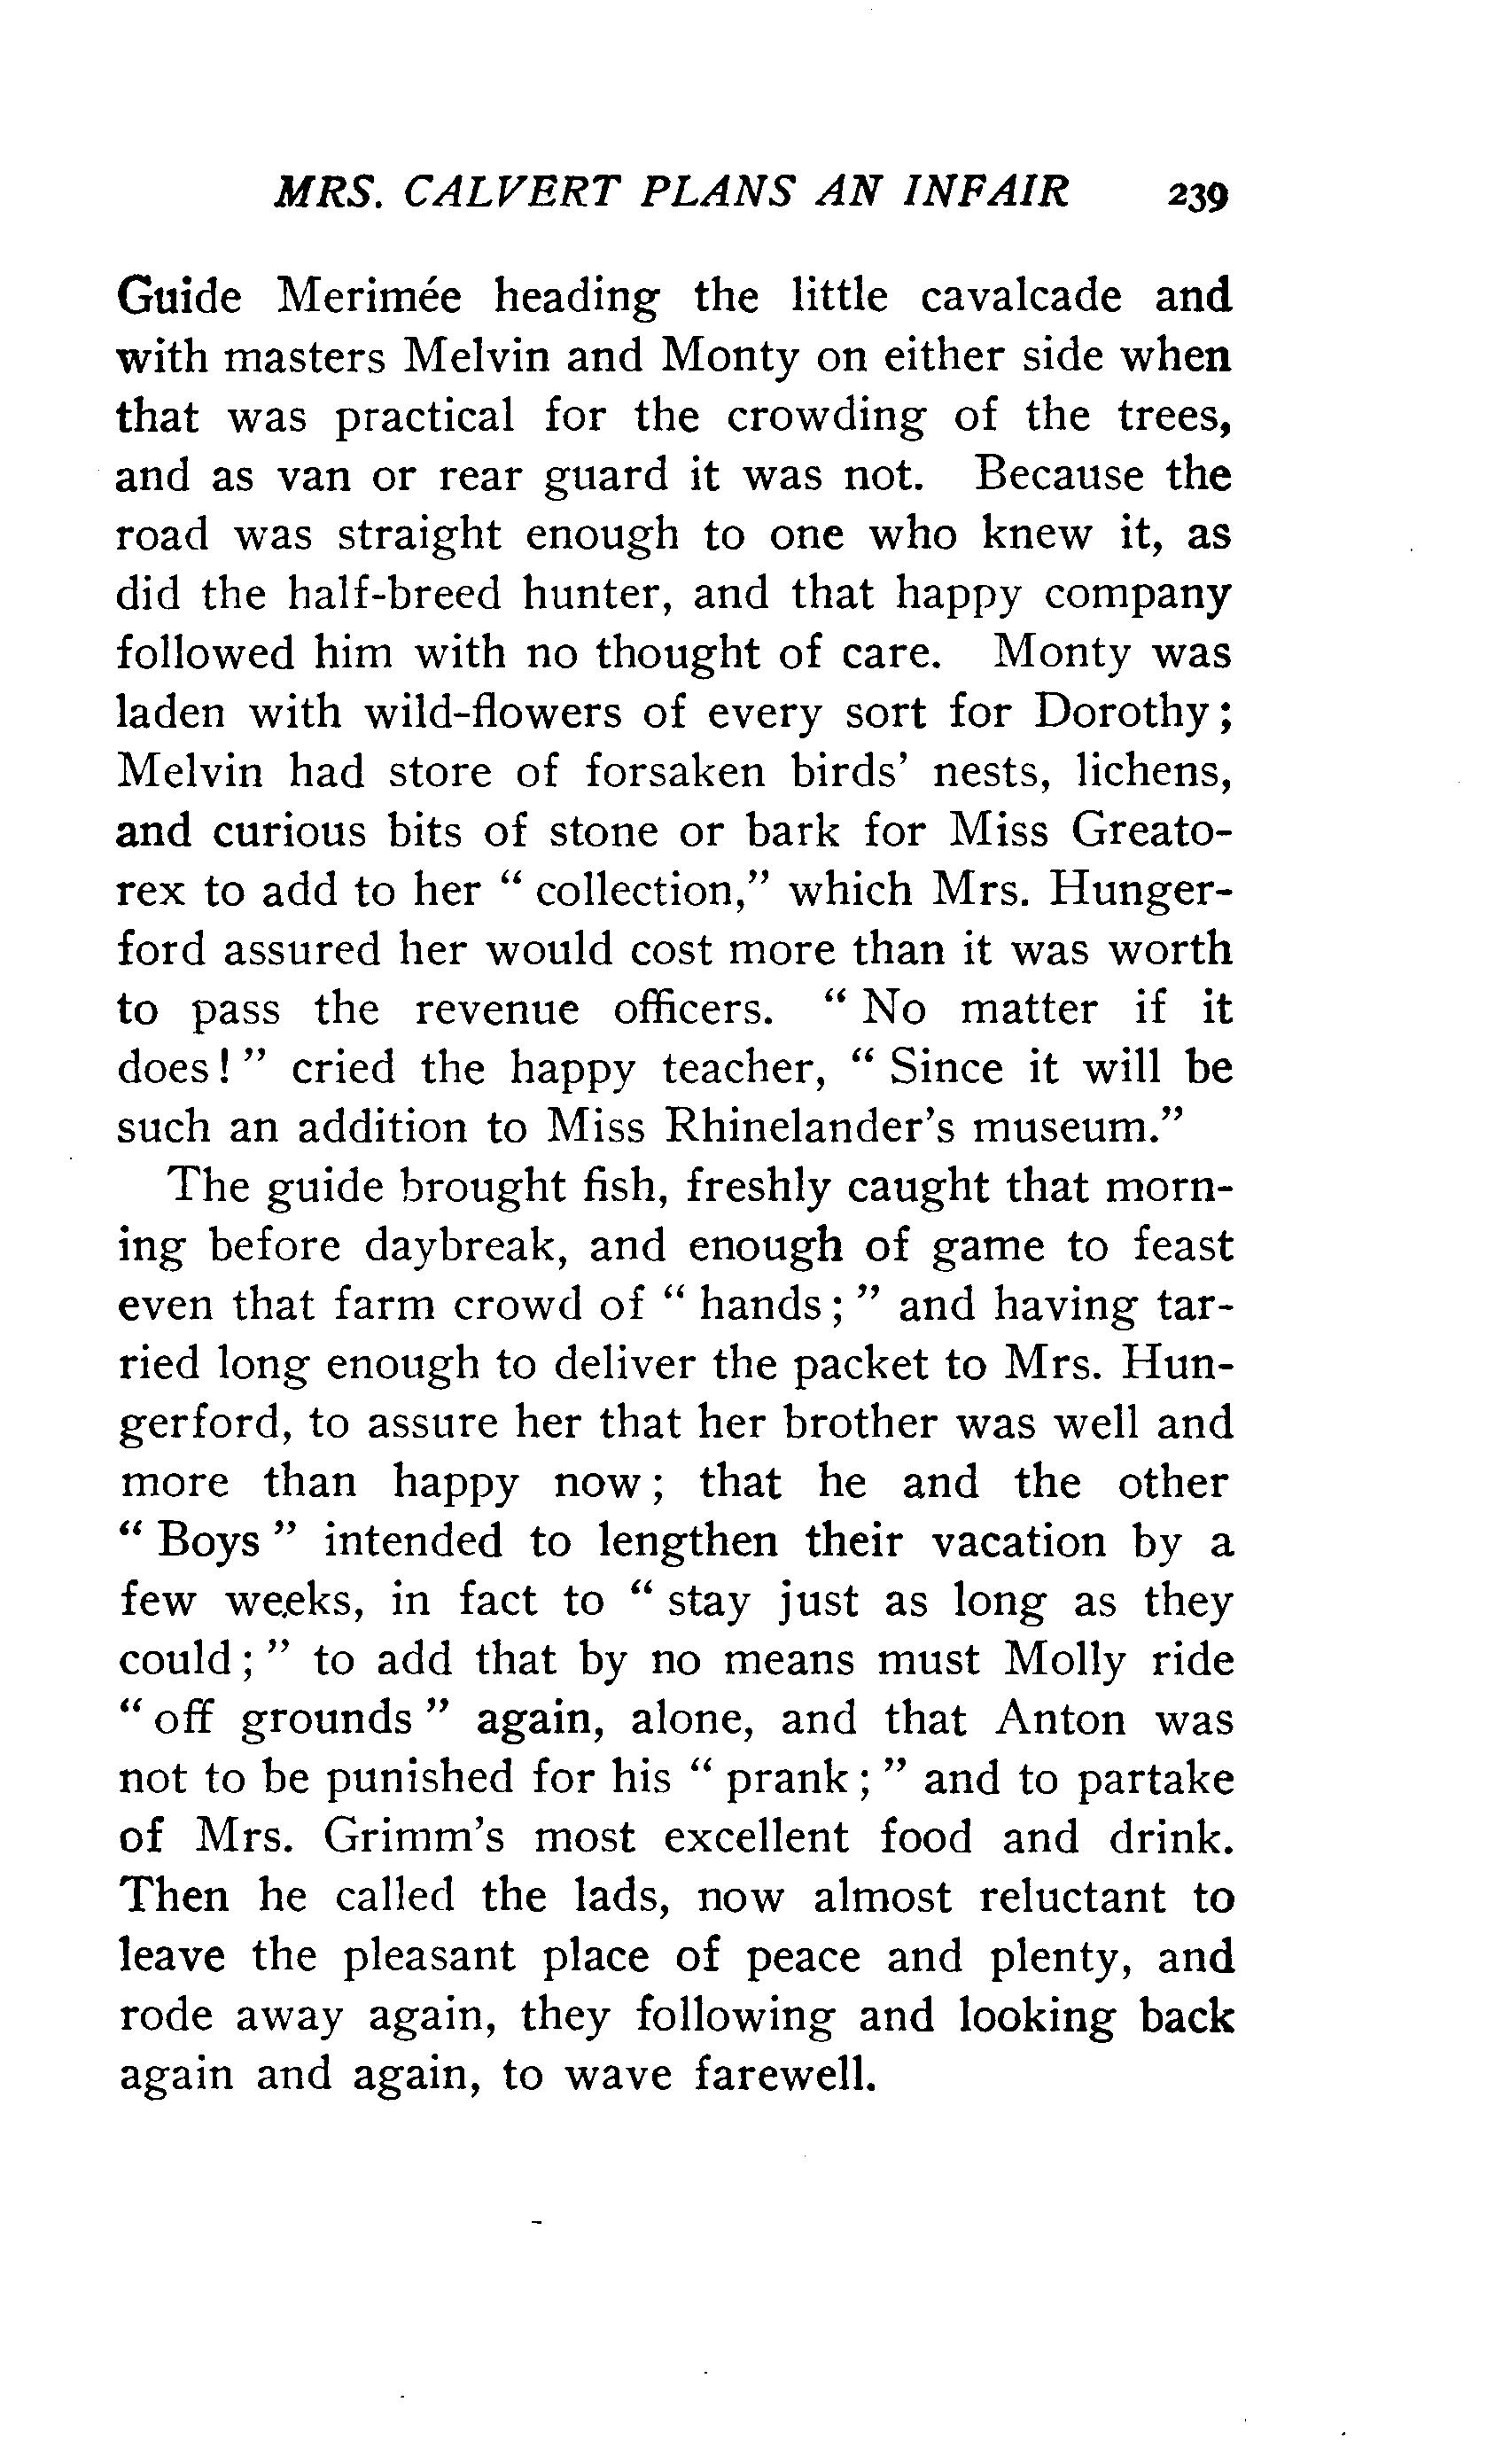 MRS. CALVERT PLANS AN INFAIR 239
Guide Merimée heading the little cavalcade and
with masters Melvin and Monty on either side when
that was practical for the crowding of the trees,
and as van or rear guard it was not. Because the
road was straight enough to one who knew it, as
did the half-breed hunter, and that happy company
followed him with no thought of care. Monty was
laden with wild-flowers of every sort for Dorothy;
Melvin had store of forsaken birds' nests, lichens,
and curious bits of stone or bark for Miss Greato-
rex to add to her " collection," which Mrs. Hunger-
ford assured her would cost more than it was worth
to pass the revenue officers. " No matter if it
does! " cried the happy teacher, " Since it will be
such an addition to Miss Rhinelander's museum."
The guide brought fish, freshly caught that morn-
ing before daybreak, and enough of game to feast
even that farm crowd of " hands; " and having tar-
ried long enough to deliver the packet to Mrs. Hun-
gerford, to assure her that her brother was well and
more than happy now; that he and the other
" Boys " intended to lengthen their vacation by a
few weeks, in fact to " stay just as long as they
could; " to add that by no means must Molly ride
" off grounds " again, alone, and that Anton was
not to be punished for his " prank; " and to partake
of Mrs. Grimm's most excellent food and drink.
Then he called the lads, now almost reluctant to
leave the pleasant place of peace and plenty, and
rode away again, they following and looking back
again and again, to wave farewell.